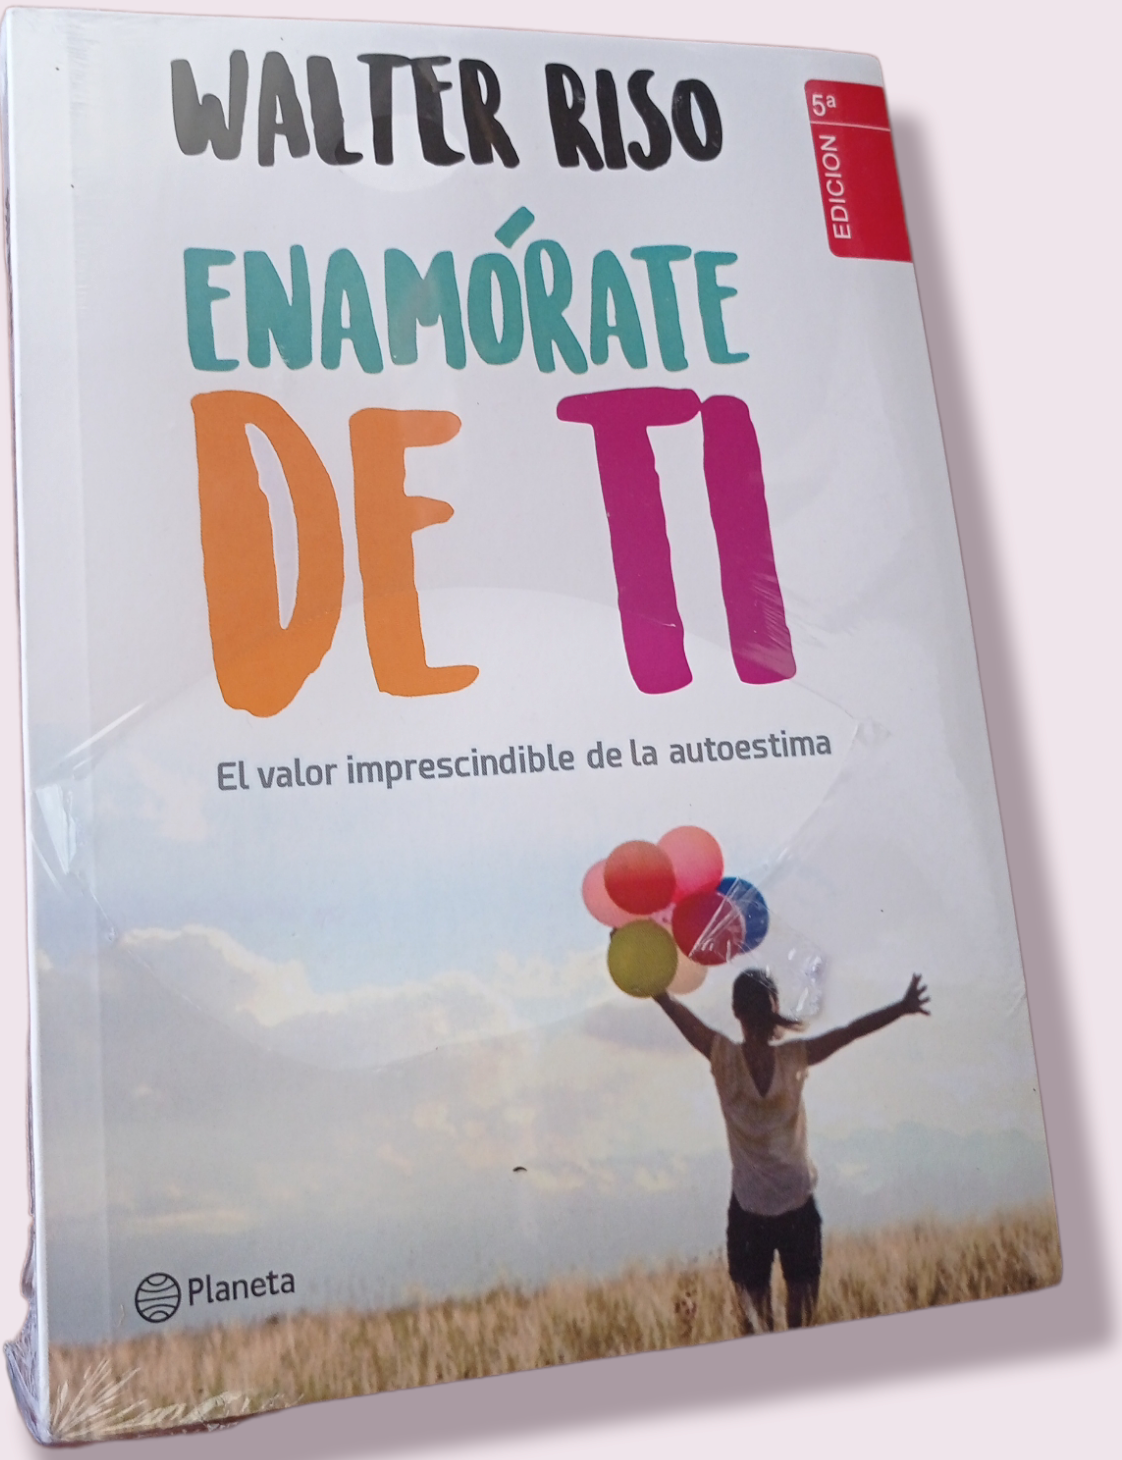 WALTER RISO
5ª
EDICION
ENAMÓRATE
DE TI
El valor imprescindible de la autoestima
Planeta